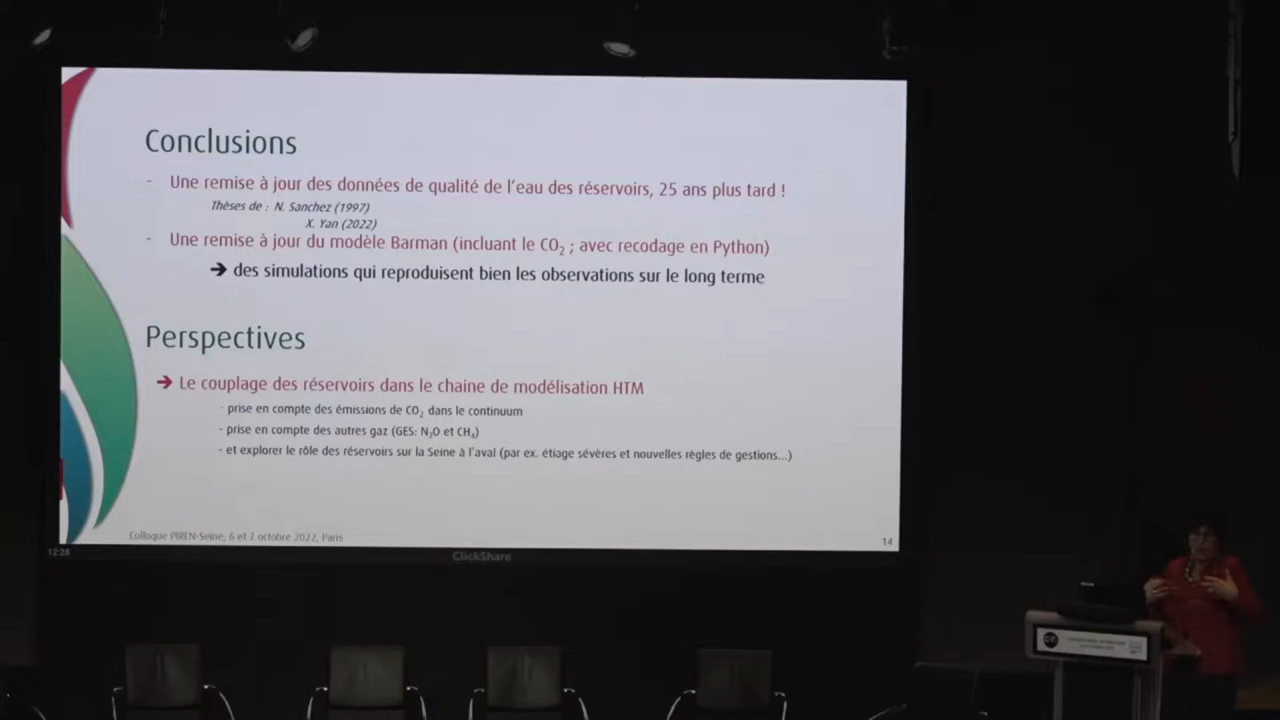 Conclusions
- Une remise à jour des données de qualité de l'eau des réservoirs, 25 ans plus tard !
Thèses de : N. Sanchez (1997)
X. Yan (2022)
- Une remise à jour du modèle Barman (incluant le CO₂ ; avec recodage en Python)
➔ des simulations qui reproduisent bien les observations sur le long terme
Perspectives
➔ Le couplage des réservoirs dans le chaine de modélisation HTM
- prise en compte des émissions de CO₂ dans le continuum
- prise en compte des autres gaz (GES: N₂O et CH₄)
- et explorer le rôle des réservoirs sur la Seine à l'aval (par ex. étiage sévères et nouvelles règles de gestions...)
Colloque PIREN-Seine, 6 et 7 octobre 2022, Paris
14
12:28
ClickShare